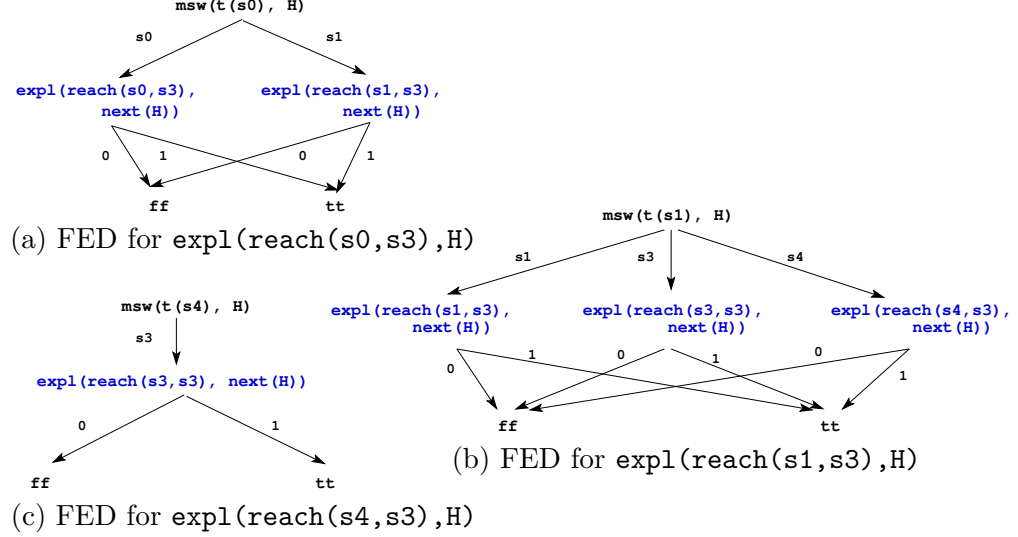 msw(t(s0), H)
s0 s1
expl(reach(s0,s3), expl(reach(s1,s3),
next(H)) next(H))
0 1 0 1
ff tt
(a) FED for expl(reach(s0,s3),H)
msw(t(s4), H)
s3
expl(reach(s3,s3), next(H))
0 1
ff tt
(c) FED for expl(reach(s4,s3),H)
msw(t(s1), H)
s1 s3 s4
expl(reach(s1,s3), expl(reach(s3,s3), expl(reach(s4,s3),
next(H)) next(H)) next(H))
0 1 0 1 0 1
ff tt
(b) FED for expl(reach(s1,s3),H)